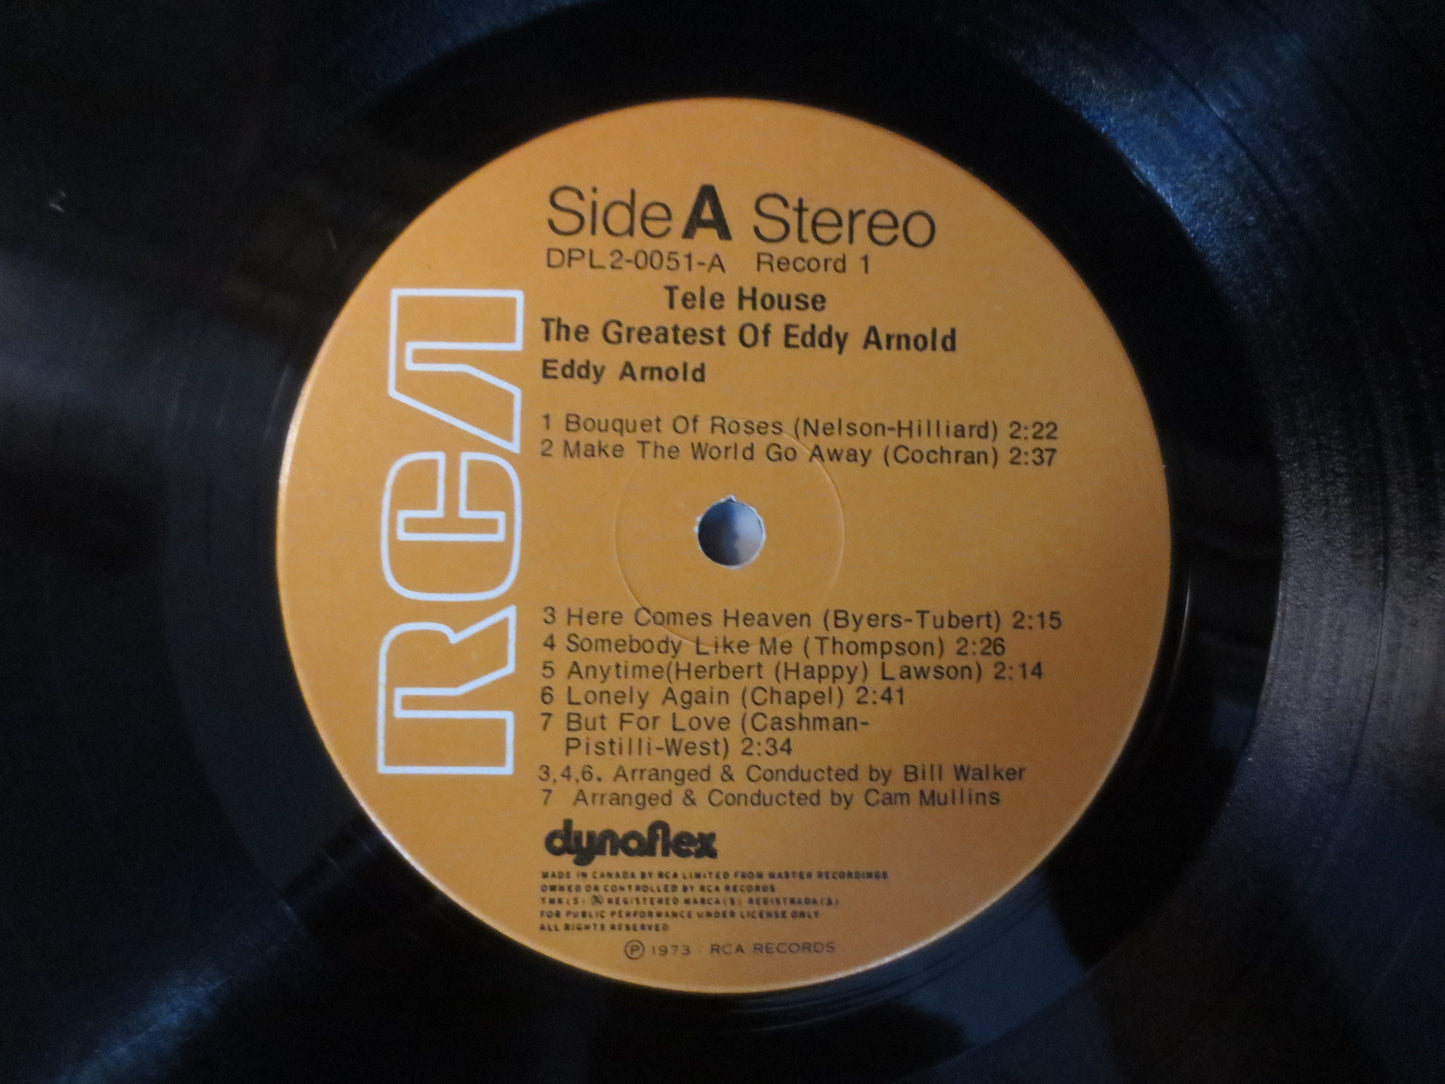 Side A Stereo
DPL2-0051-A Record 1
Tele House
The Greatest Of Eddy Arnold
Eddy Arnold
RCA
1 Bouquet Of Roses (Nelson-Hilliard) 2:22
2 Make The World Go Away (Cochran) 2:37
3 Here Comes Heaven (Byers-Tubert) 2:15
4 Somebody Like Me (Thompson) 2:26
5 Anytime(Herbert (Happy) Lawson) 2:14
6 Lonely Again (Chapel) 2:41
7 But For Love (Cashman-
Pistilli-West) 2:34
3,4,6. Arranged & Conducted by Bill Walker
7 Arranged & Conducted by Cam Mullins
dynaflex
MADE IN CANADA BY RCA LIMITED FROM MASTER RECORDINGS
OWNED OR CONTROLLED BY RCA RECORDS
TMK(S) ® REGISTERED MARCA(S) REGISTRADA(S)
FOR PUBLIC PERFORMANCE UNDER LICENSE ONLY
ALL RIGHTS RESERVED
Ⓟ 1973 · RCA RECORDS